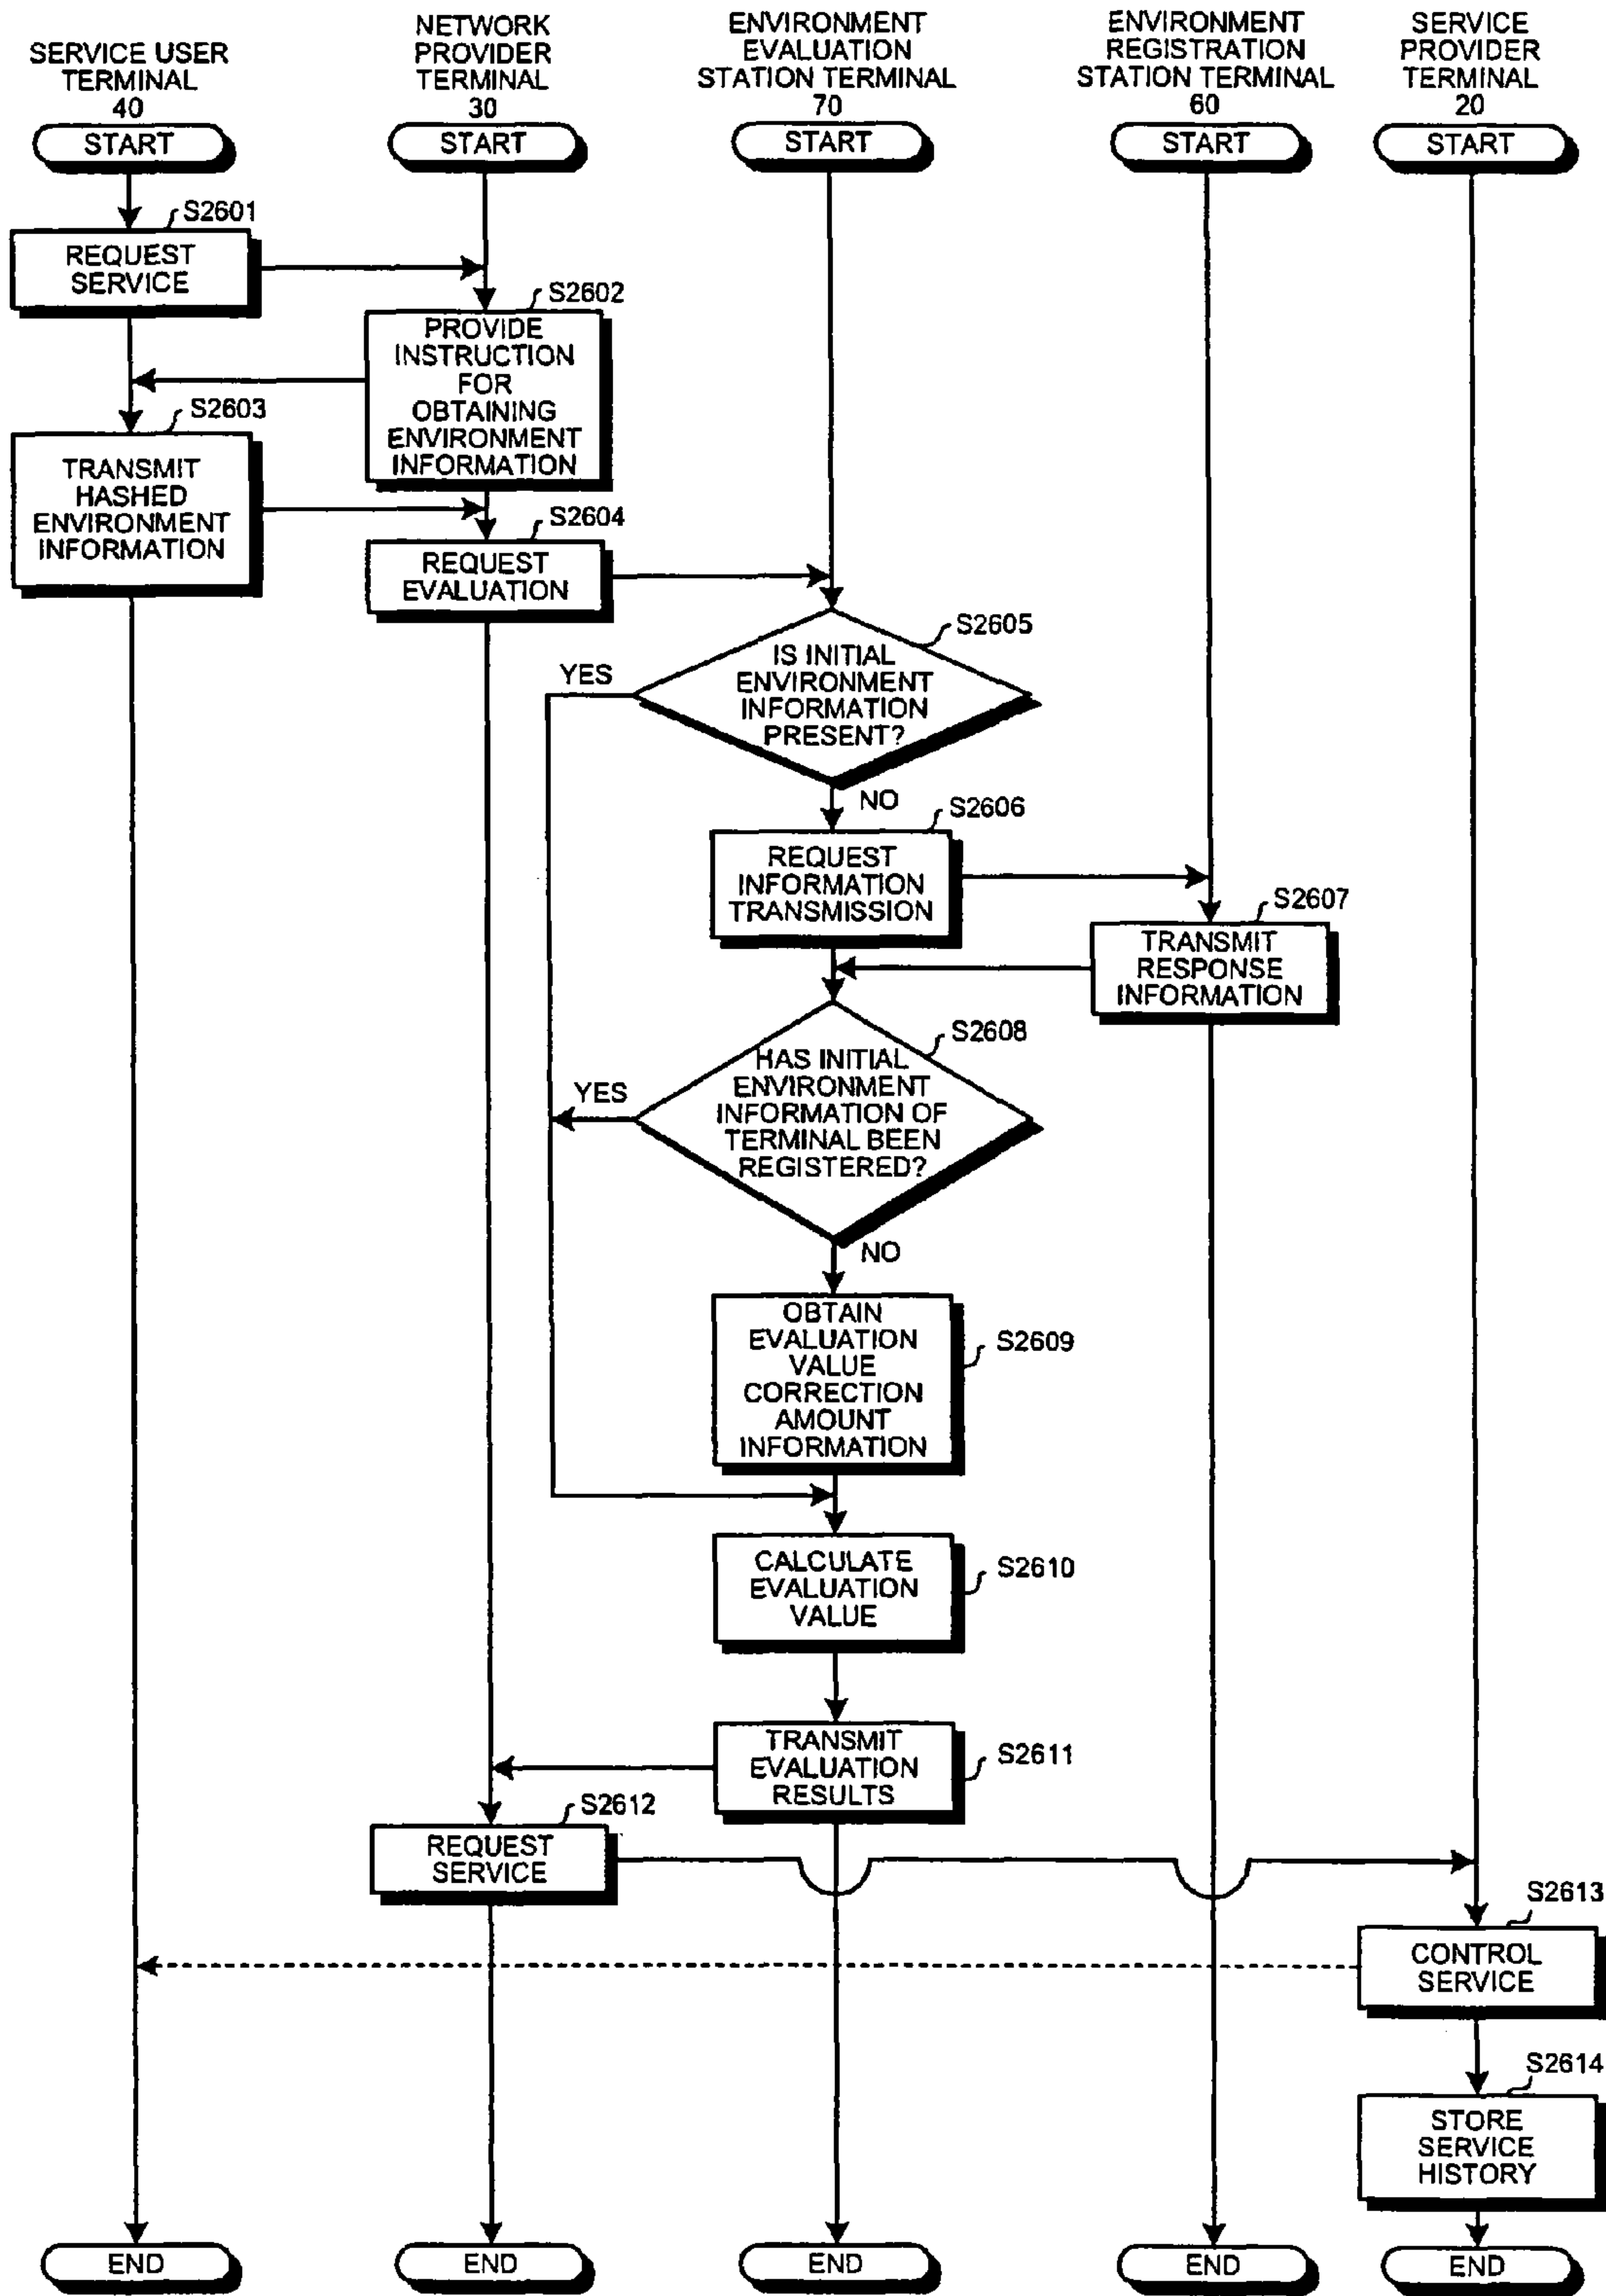 SERVICE USER
TERMINAL
40
NETWORK
PROVIDER
TERMINAL
30
ENVIRONMENT
EVALUATION
STATION TERMINAL
70
ENVIRONMENT
REGISTRATION
STATION TERMINAL
60
SERVICE
PROVIDER
TERMINAL
20
START
START
START
START
START
S2601
REQUEST
SERVICE
S2602
PROVIDE
INSTRUCTION
FOR
OBTAINING
ENVIRONMENT
INFORMATION
S2603
TRANSMIT
HASHED
ENVIRONMENT
INFORMATION
S2604
REQUEST
EVALUATION
S2605
IS INITIAL
ENVIRONMENT
INFORMATION
PRESENT?
YES
NO
S2606
REQUEST
INFORMATION
TRANSMISSION
S2607
TRANSMIT
RESPONSE
INFORMATION
S2608
HAS INITIAL
ENVIRONMENT
INFORMATION OF
TERMINAL BEEN
REGISTERED?
YES
NO
OBTAIN
EVALUATION
VALUE
CORRECTION
AMOUNT
INFORMATION
S2609
CALCULATE
EVALUATION
VALUE
S2610
TRANSMIT
EVALUATION
RESULTS
S2611
S2612
REQUEST
SERVICE
S2613
CONTROL
SERVICE
S2614
STORE
SERVICE
HISTORY
END
END
END
END
END